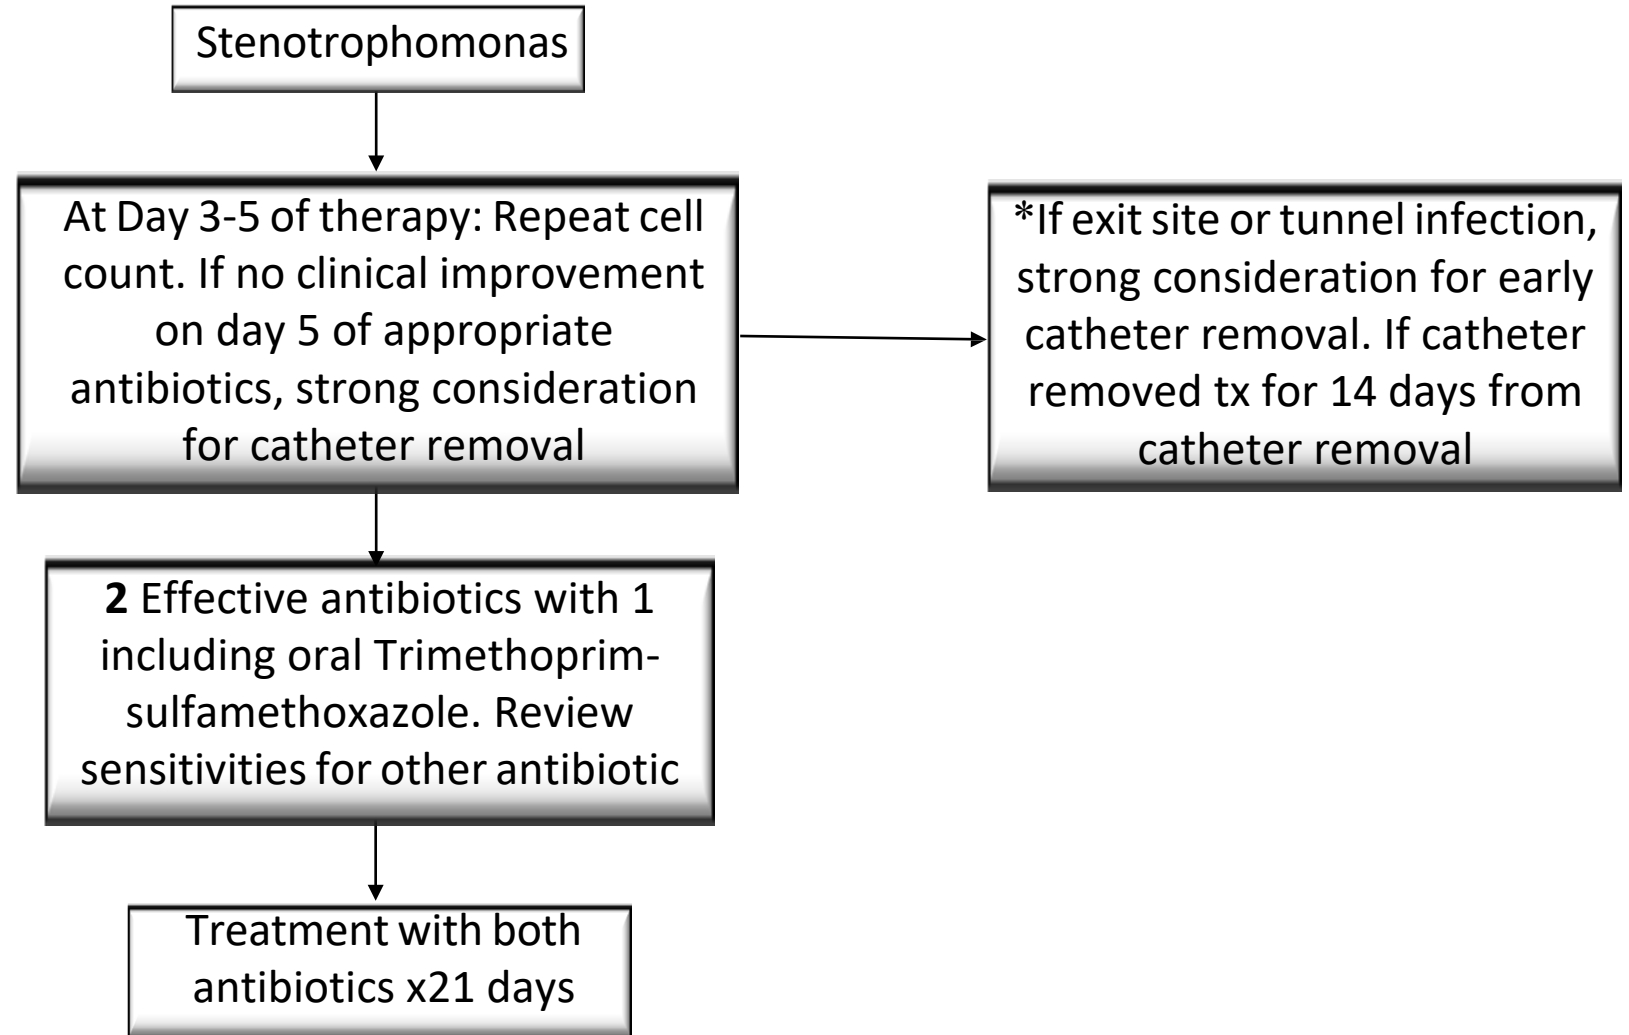 Stenotrophomonas
At Day 3-5 of therapy: Repeat cell
count. If no clinical improvement
on day 5 of appropriate
antibiotics, strong consideration
for catheter removal
*If exit site or tunnel infection,
strong consideration for early
catheter removal. If catheter
removed tx for 14 days from
catheter removal
2 Effective antibiotics with 1
including oral Trimethoprim-
sulfamethoxazole. Review
sensitivities for other antibiotic
Treatment with both
antibiotics x21 days